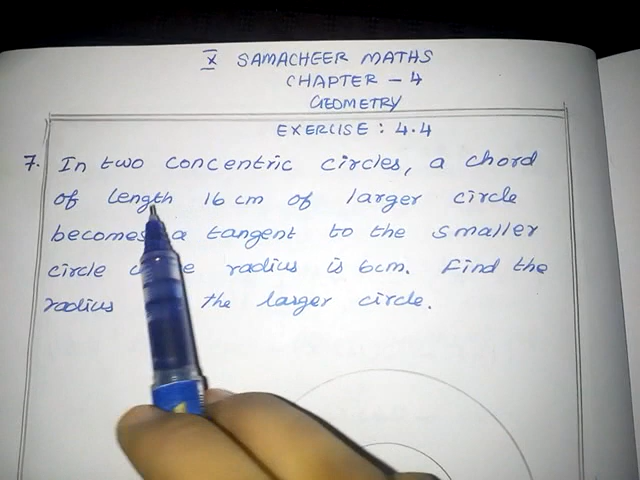 X SAMACHEER MATHS
CHAPTER - 4
GEOMETRY
EXERCISE : 4.4
7. In two concentric circles, a chord
of length 16 cm of larger circle
becomes a tangent to the smaller
circle radius is 6cm. Find the
radius the larger circle.